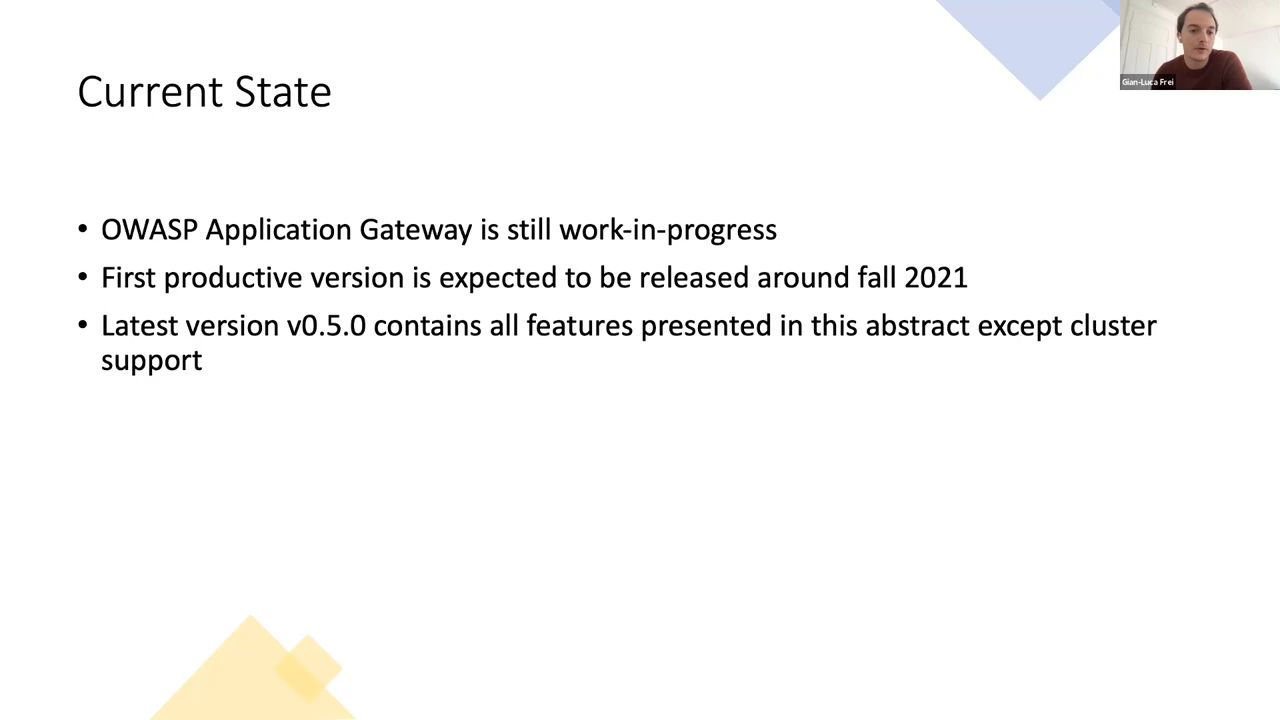 Gian-Luca Frei
Current State
• OWASP Application Gateway is still work-in-progress
• First productive version is expected to be released around fall 2021
• Latest version v0.5.0 contains all features presented in this abstract except cluster
support